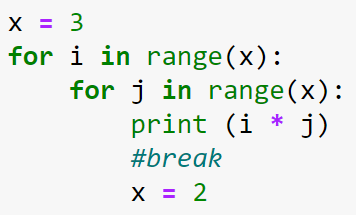 x = 3
for i in range(x):
    for j in range(x):
        print (i * j)
        #break
        x = 2